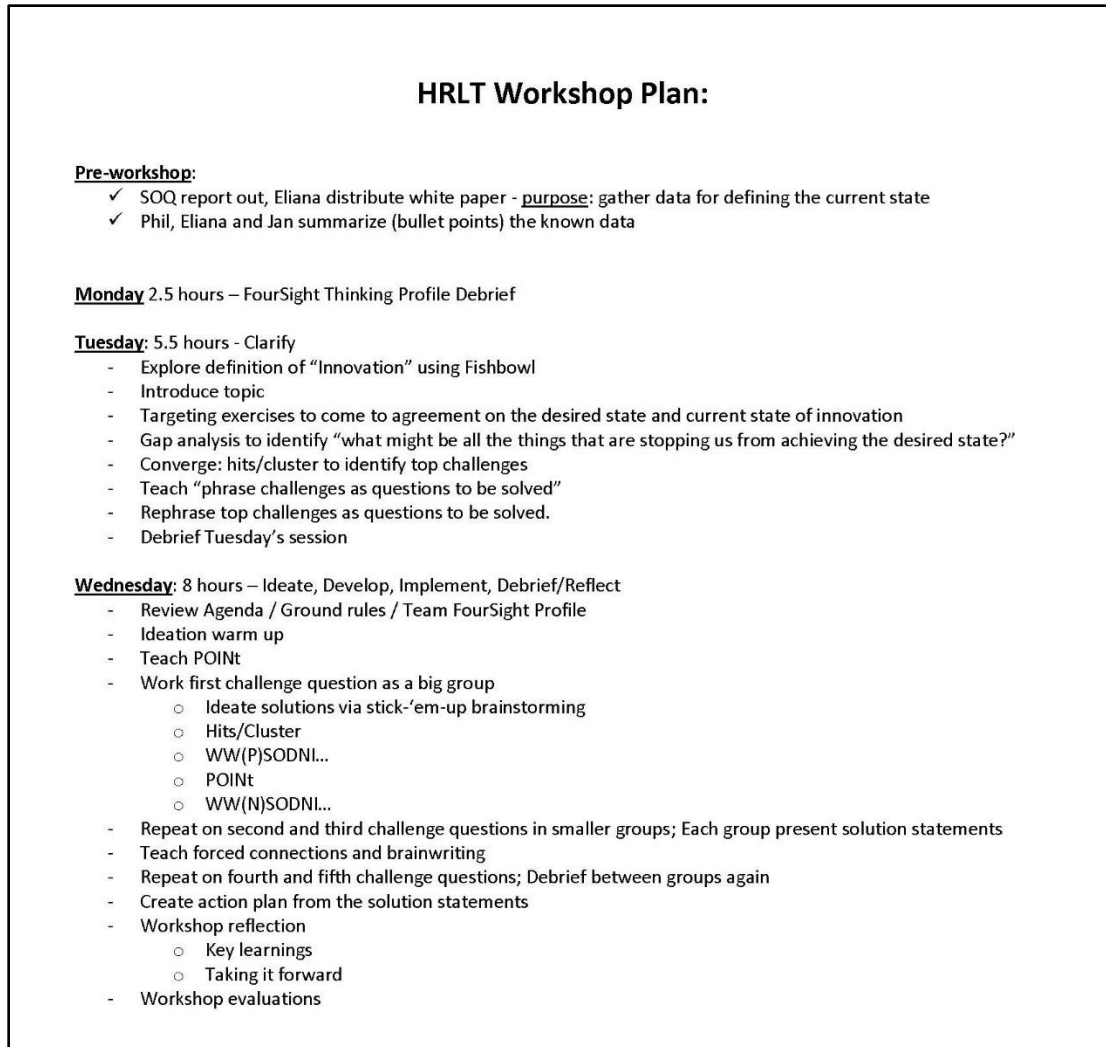 HRLT Workshop Plan:
Pre-workshop:
✓ SOQ report out, Eliana distribute white paper - purpose: gather data for defining the current state
✓ Phil, Eliana and Jan summarize (bullet points) the known data
Monday 2.5 hours – FourSight Thinking Profile Debrief
Tuesday: 5.5 hours - Clarify
- Explore definition of “Innovation” using Fishbowl
- Introduce topic
- Targeting exercises to come to agreement on the desired state and current state of innovation
- Gap analysis to identify “what might be all the things that are stopping us from achieving the desired state?”
- Converge: hits/cluster to identify top challenges
- Teach “phrase challenges as questions to be solved”
- Rephrase top challenges as questions to be solved.
- Debrief Tuesday’s session
Wednesday: 8 hours – Ideate, Develop, Implement, Debrief/Reflect
- Review Agenda / Ground rules / Team FourSight Profile
- Ideation warm up
- Teach POINt
- Work first challenge question as a big group
o Ideate solutions via stick-‘em-up brainstorming
o Hits/Cluster
o WW(P)SODNI...
o POINt
o WW(N)SODNI...
- Repeat on second and third challenge questions in smaller groups; Each group present solution statements
- Teach forced connections and brainwriting
- Repeat on fourth and fifth challenge questions; Debrief between groups again
- Create action plan from the solution statements
- Workshop reflection
o Key learnings
o Taking it forward
- Workshop evaluations